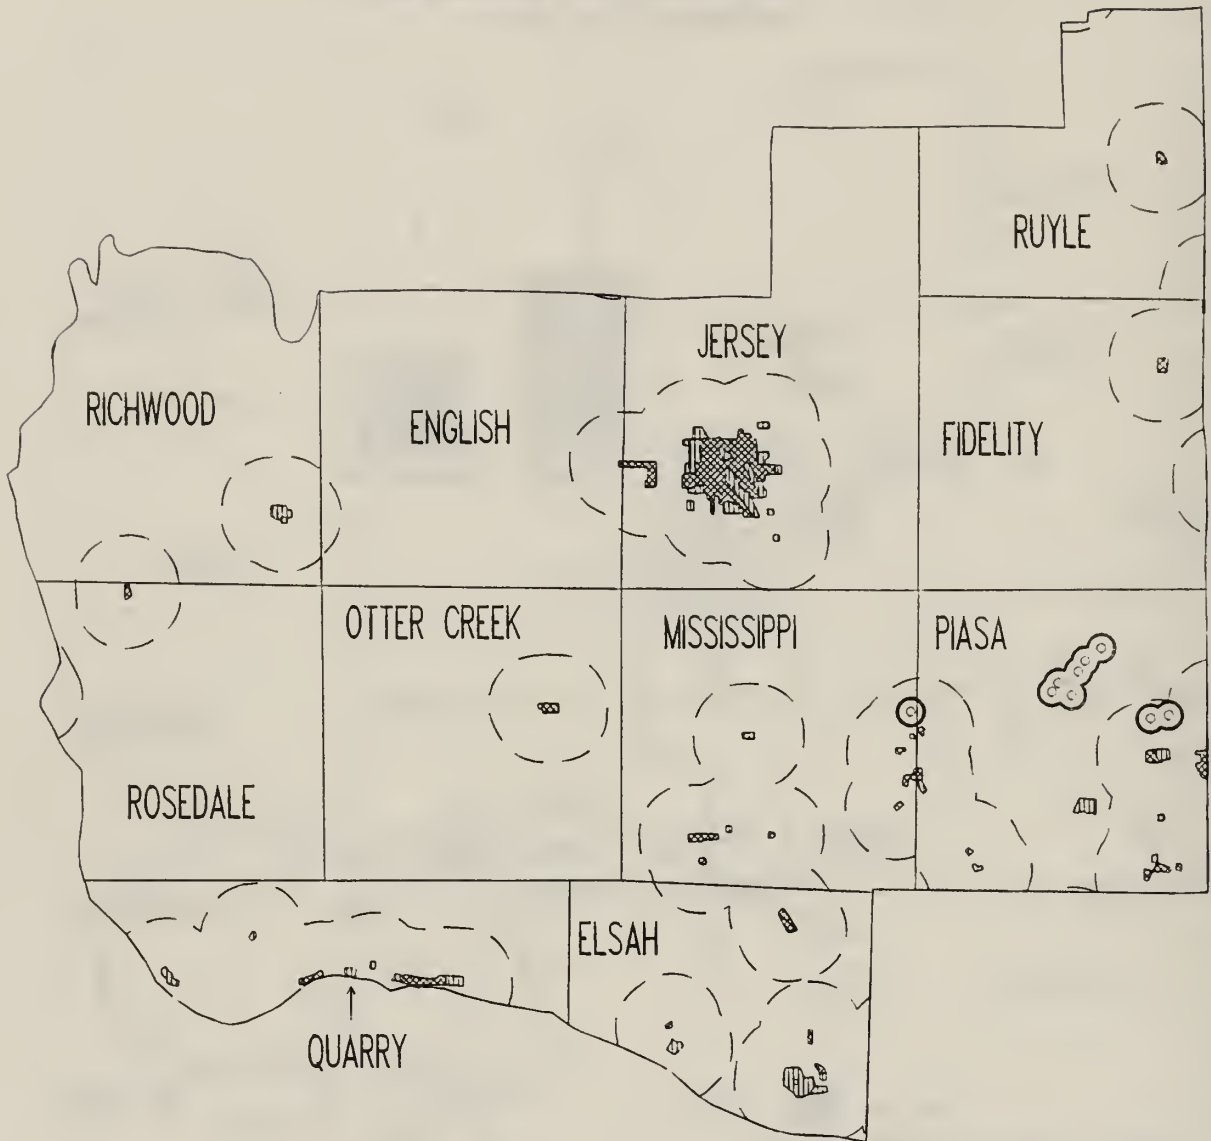 RUYLE
JERSEY
RICHWOOD
ENGLISH
FIDELITY
OTTER CREEK
MISSISSIPPI
PIASA
ROSEDALE
ELSAH
QUARRY